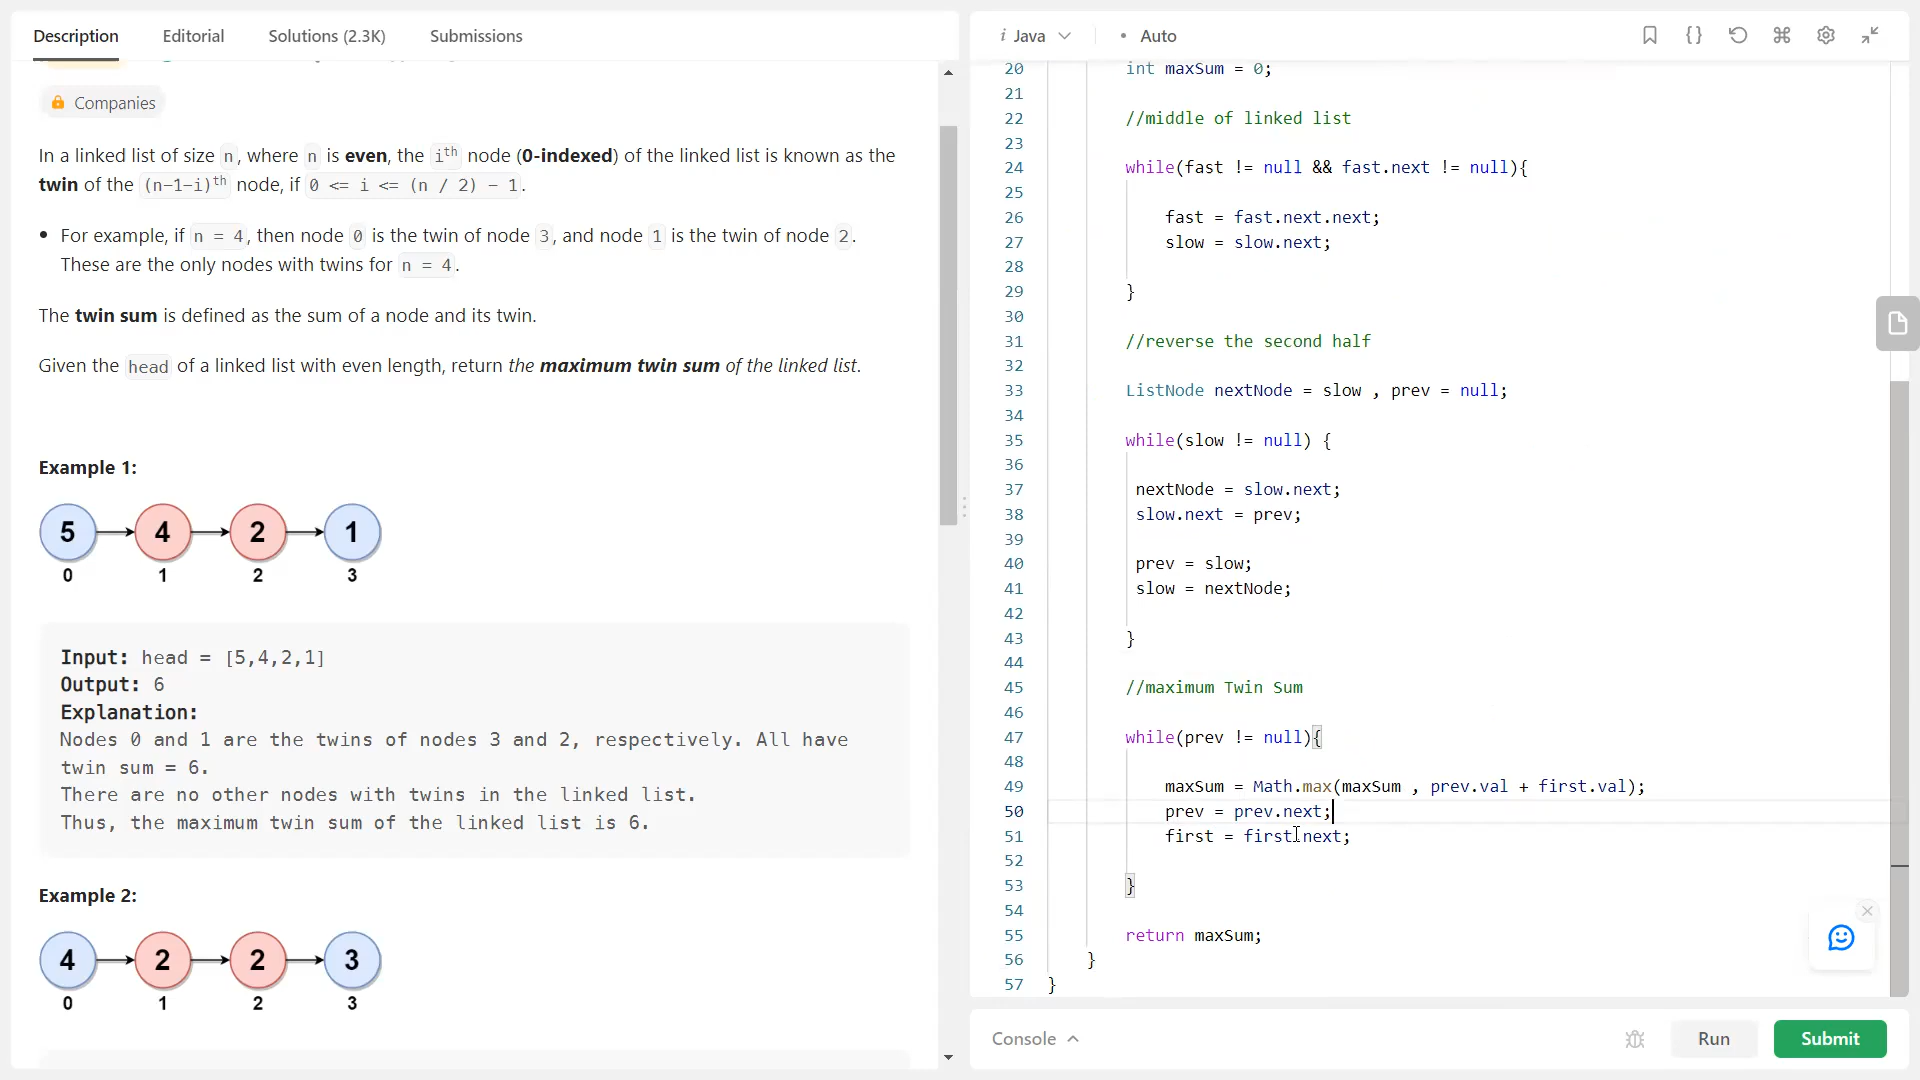 Description Editorial Solutions (2.3K) Submissions
Companies
In a linked list of size n, where n is even, the ith node (0-indexed) of the linked list is known as the
twin of the (n-1-i)th node, if 0 <= i <= (n / 2) - 1.
• For example, if n = 4, then node 0 is the twin of node 3, and node 1 is the twin of node 2.
These are the only nodes with twins for n = 4.
The twin sum is defined as the sum of a node and its twin.
Given the head of a linked list with even length, return the maximum twin sum of the linked list.
Example 1:
5 4 2 1
0 1 2 3
Input: head = [5,4,2,1]
Output: 6
Explanation:
Nodes 0 and 1 are the twins of nodes 3 and 2, respectively. All have
twin sum = 6.
There are no other nodes with twins in the linked list.
Thus, the maximum twin sum of the linked list is 6.
Example 2:
4 2 2 3
0 1 2 3
i Java • Auto
20 int maxSum = 0;
21
22 //middle of linked list
23
24 while(fast != null && fast.next != null){
25
26 fast = fast.next.next;
27 slow = slow.next;
28
29 }
30
31 //reverse the second half
32
33 ListNode nextNode = slow , prev = null;
34
35 while(slow != null) {
36
37 nextNode = slow.next;
38 slow.next = prev;
39
40 prev = slow;
41 slow = nextNode;
42
43 }
44
45 //maximum Twin Sum
46
47 while(prev != null){
48
49 maxSum = Math.max(maxSum , prev.val + first.val);
50 prev = prev.next;
51 first = first.next;
52
53 }
54
55 return maxSum;
56 }
57 }
Console Run Submit